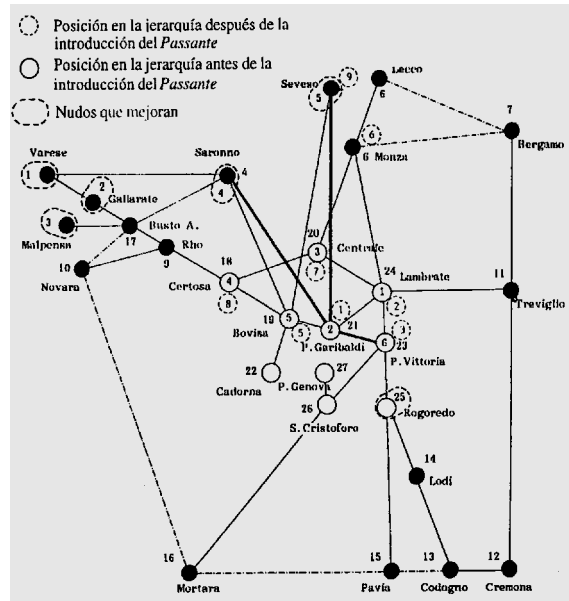 Posición en la jerarquía después de la
introducción del Passante
Posición en la jerarquía antes de la
introducción del Passante
Nudos que mejoran
Seveso
9
5
Lecco
6
7
Bergamo
6
6 Monza
Varese
1
2
Gallarate
Saronno
4
4
3
Malpensa
Busto A.
17
Rho
9
10
Novara
20
3
Centrale
7
18
4
Certosa
8
24
Lambrate
1
2
11
Treviglio
19
5
Bovisa
5
1
2
21
P. Garibaldi
3
6
23
P. Vittoria
22
Cadorna
27
P. Genova
26
S. Cristoforo
25
Rogoredo
14
Lodi
16
Mortara
15
Pavia
13
Codogno
12
Cremona